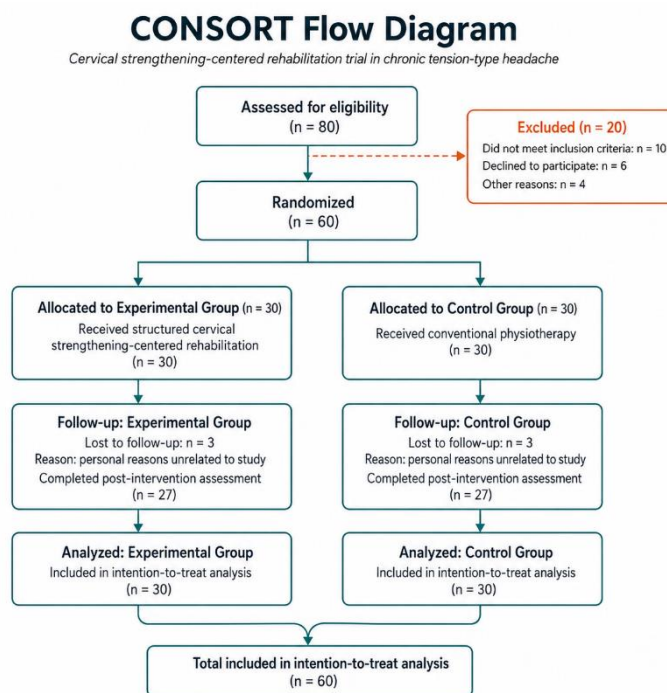 CONSORT Flow Diagram
Cervical strengthening-centered rehabilitation trial in chronic tension-type headache
Assessed for eligibility
(n = 80)
Excluded (n = 20)
Did not meet inclusion criteria: n = 10
Declined to participate: n = 6
Other reasons: n = 4
Randomized
(n = 60)
Allocated to Experimental Group (n = 30)
Received structured cervical
strengthening-centered rehabilitation
(n = 30)
Allocated to Control Group (n = 30)
Received conventional physiotherapy
(n = 30)
Follow-up: Experimental Group
Lost to follow-up: n = 3
Reason: personal reasons unrelated to study
Completed post-intervention assessment
(n = 27)
Follow-up: Control Group
Lost to follow-up: n = 3
Reason: personal reasons unrelated to study
Completed post-intervention assessment
(n = 27)
Analyzed: Experimental Group
Included in intention-to-treat analysis
(n = 30)
Analyzed: Control Group
Included in intention-to-treat analysis
(n = 30)
Total included in intention-to-treat analysis
(n = 60)